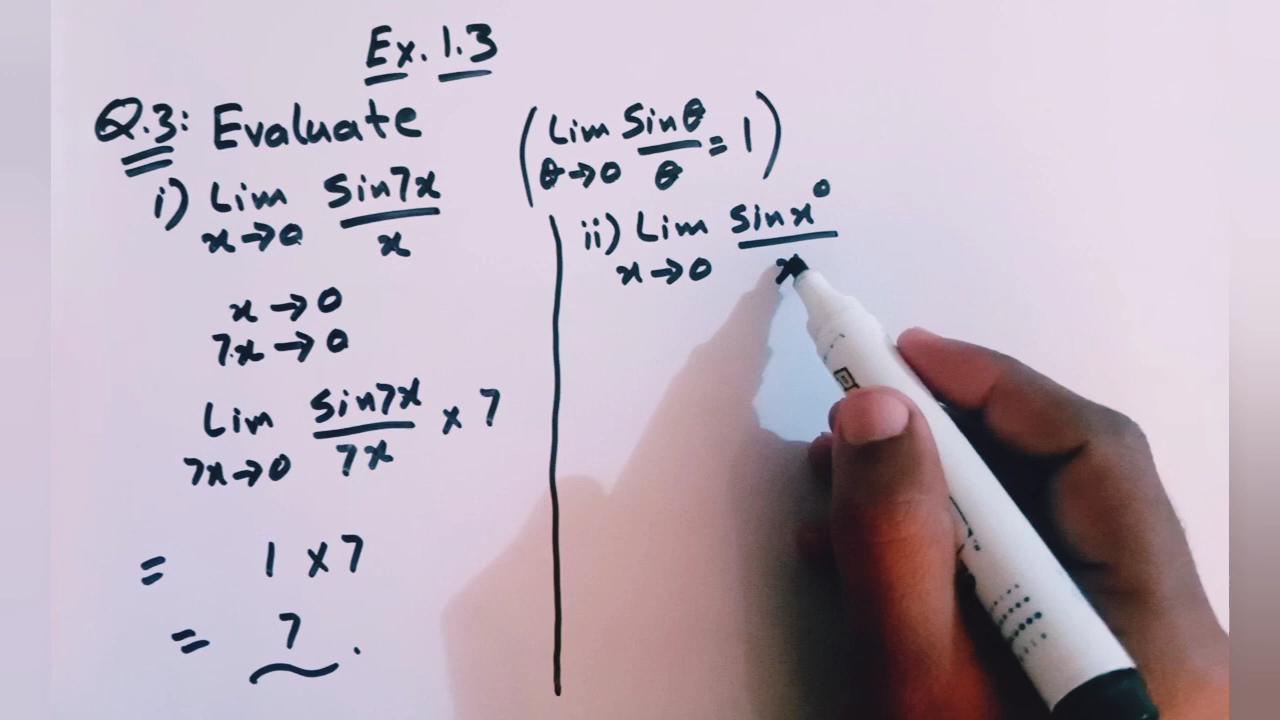 Ex. 1.3
Q.3: Evaluate
(Lim θ→0 Sinθ/θ = 1)
i) Lim x→0 Sin7x/x
x → 0
7x → 0
Lim 7x→0 Sin7x/7x × 7
= 1 × 7
= 7.
ii) Lim x→0 Sin x°/x